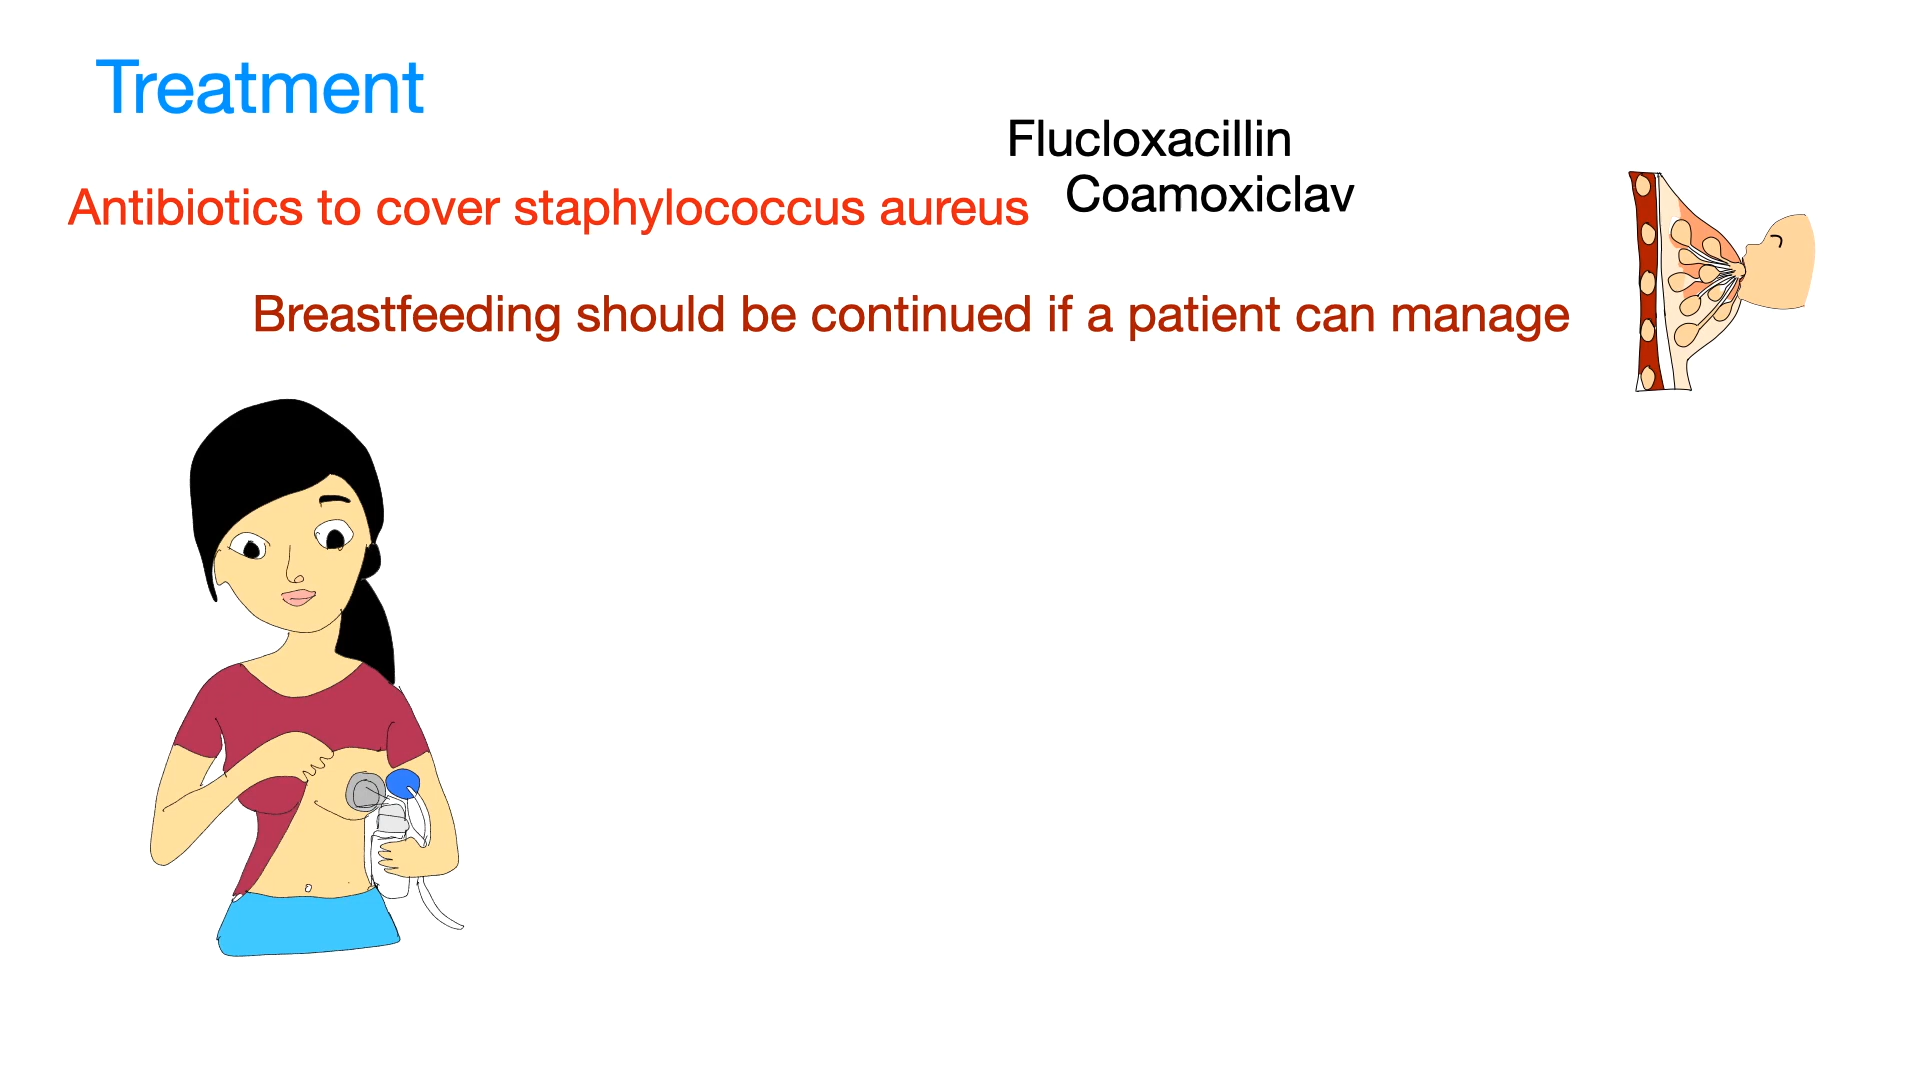 Treatment
Flucloxacillin
Coamoxiclav
Antibiotics to cover staphylococcus aureus
Breastfeeding should be continued if a patient can manage